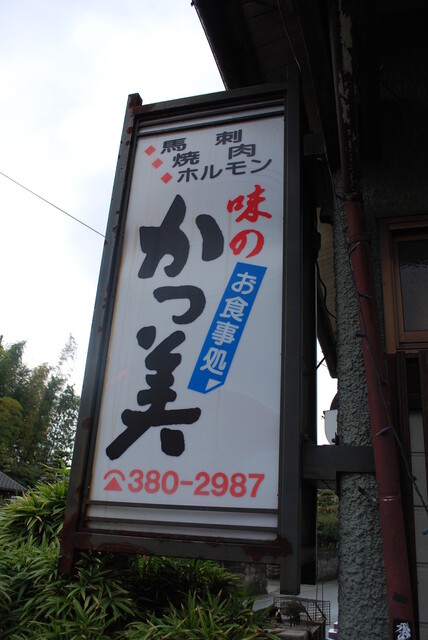 馬刺
焼肉
ホルモン
味の
かつ美
お食事処
☎380-2987